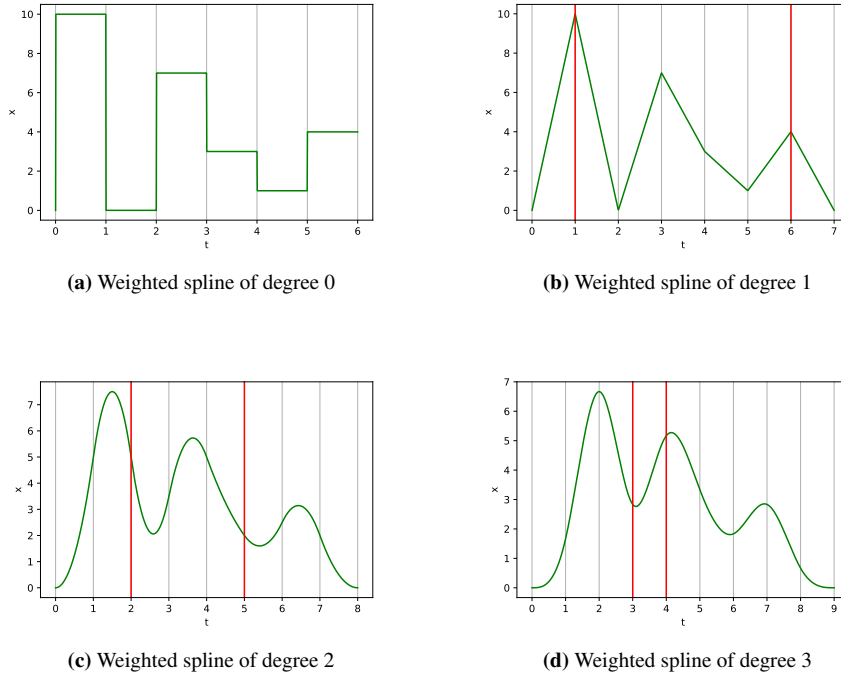 10
8
6
4
2
0
x
0 1 2 3 4 5 6
t
(a) Weighted spline of degree 0
10
8
6
4
2
0
x
0 1 2 3 4 5 6 7
t
(b) Weighted spline of degree 1
7
6
5
4
3
2
1
0
x
0 1 2 3 4 5 6 7 8
t
(c) Weighted spline of degree 2
7
6
5
4
3
2
1
0
x
0 1 2 3 4 5 6 7 8 9
t
(d) Weighted spline of degree 3